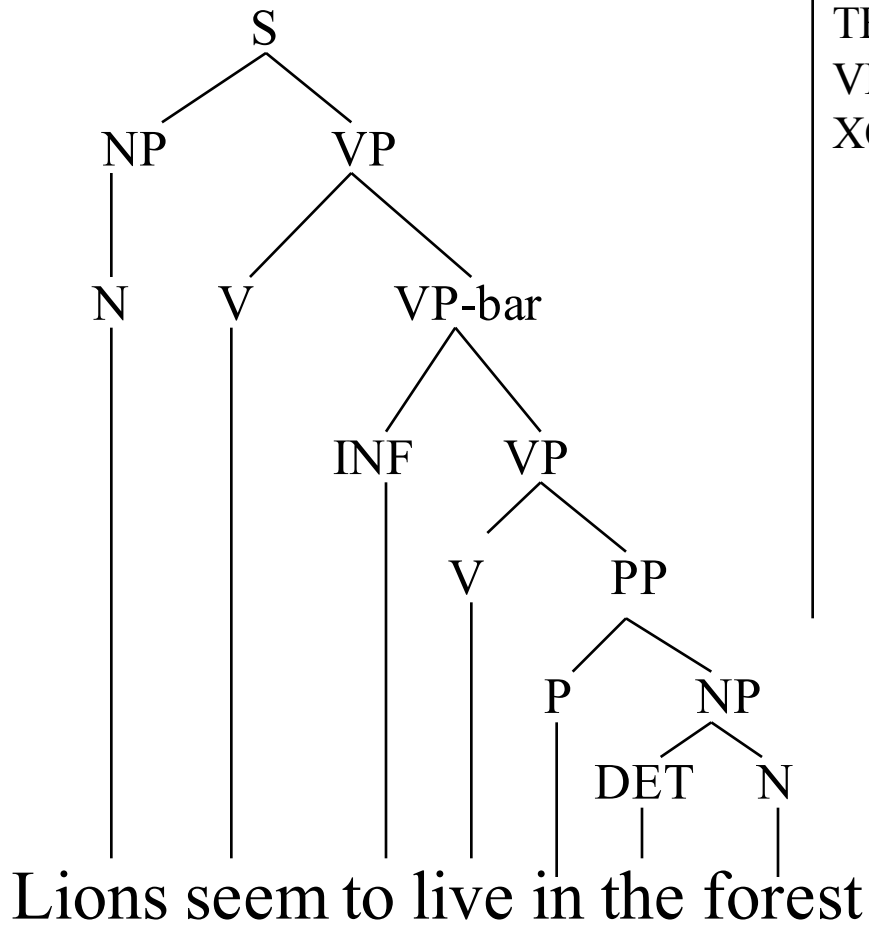 S
NP VP
N V VP-bar
INF VP
V PP
P NP
DET N
Lions seem to live in the forest